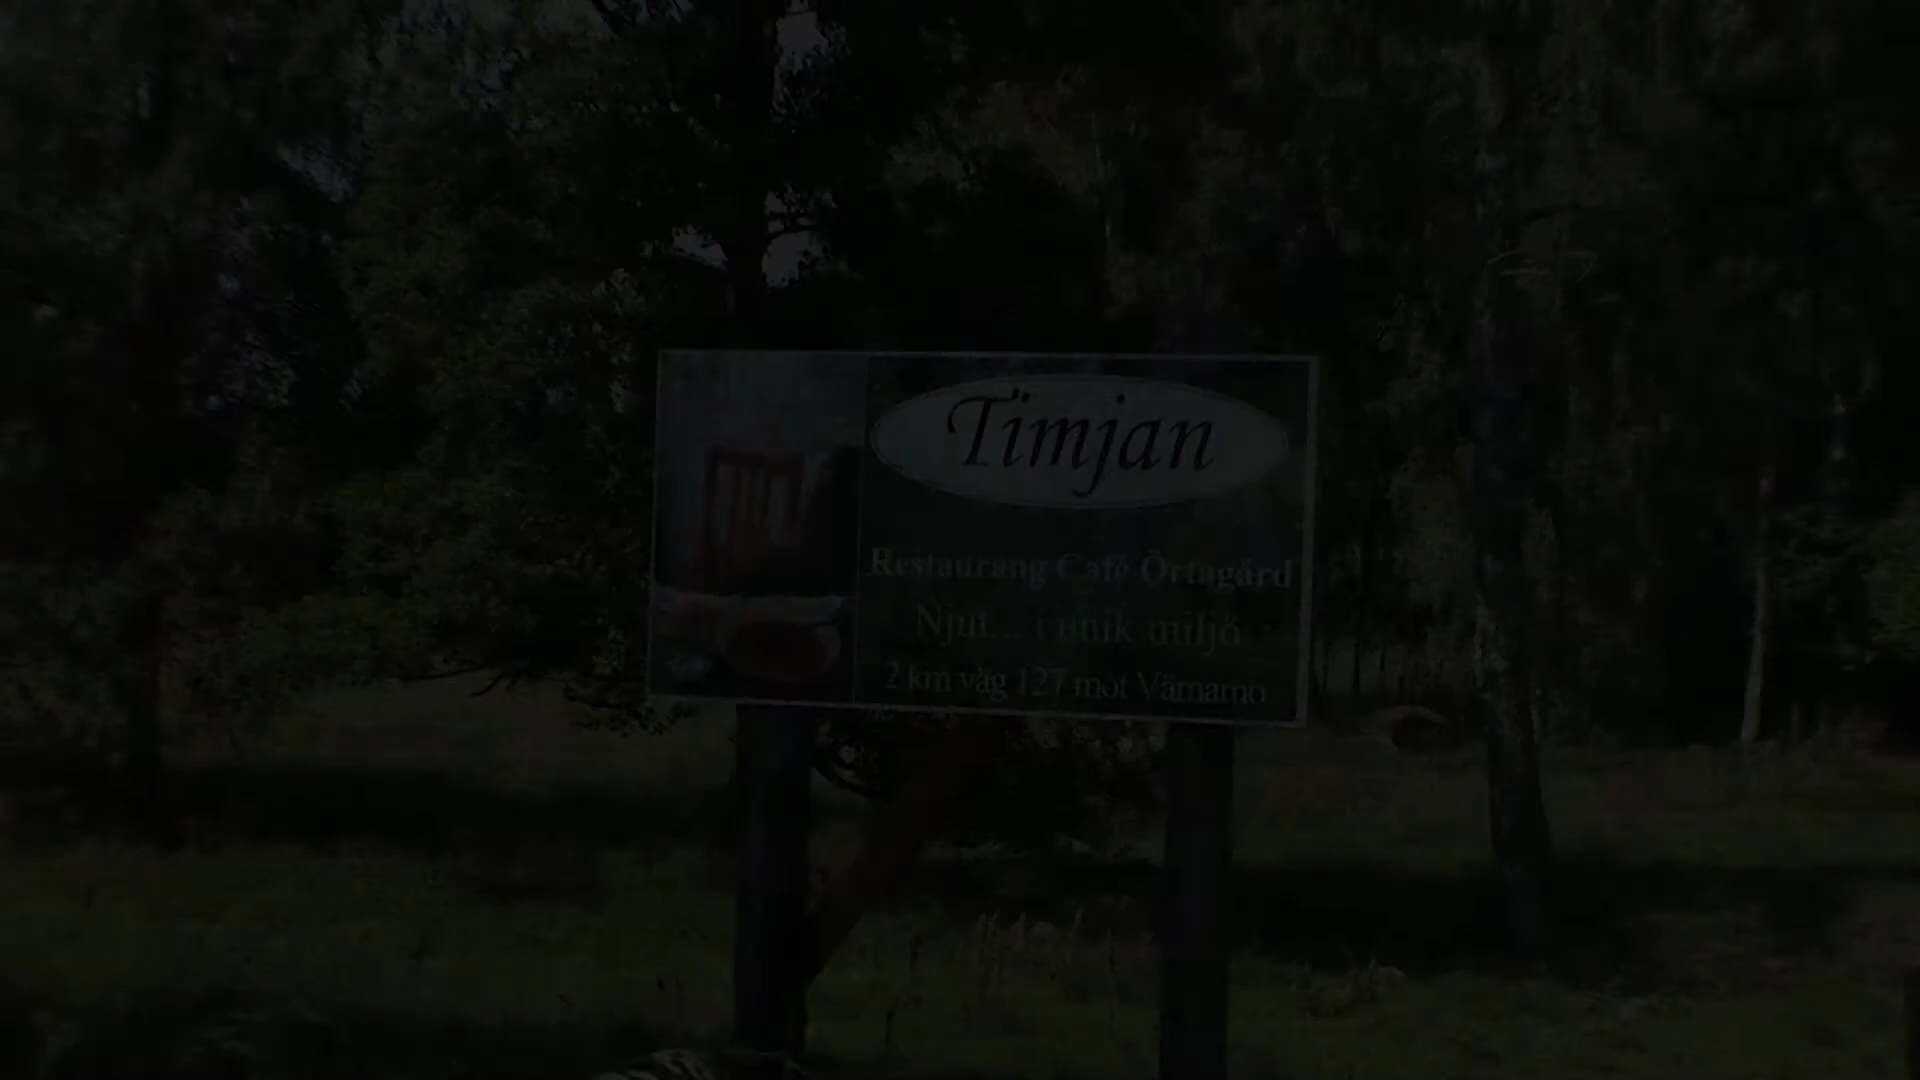 Timjan
Restaurang Café Örtagård
Njut... i unik miljö
2 km väg 127 mot Värnamo